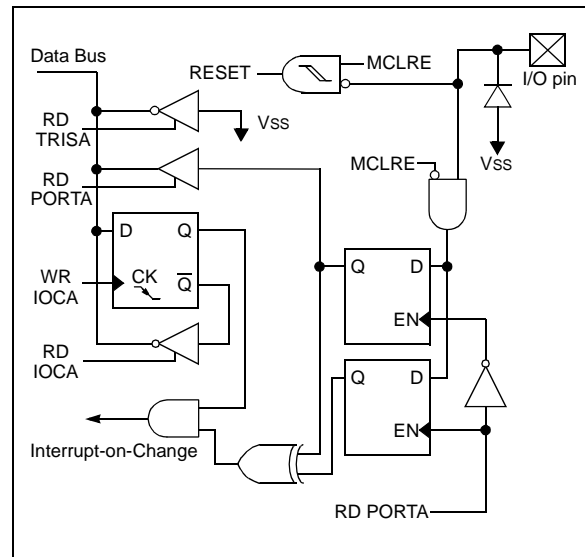 Data Bus
RESET
MCLRE
I/O pin
RD
TRISA
VSS
VSS
RD
PORTA
MCLRE
D
Q
WR
IOCA
CK
Q
Q
D
EN
RD
IOCA
Q
D
EN
Interrupt-on-Change
RD PORTA